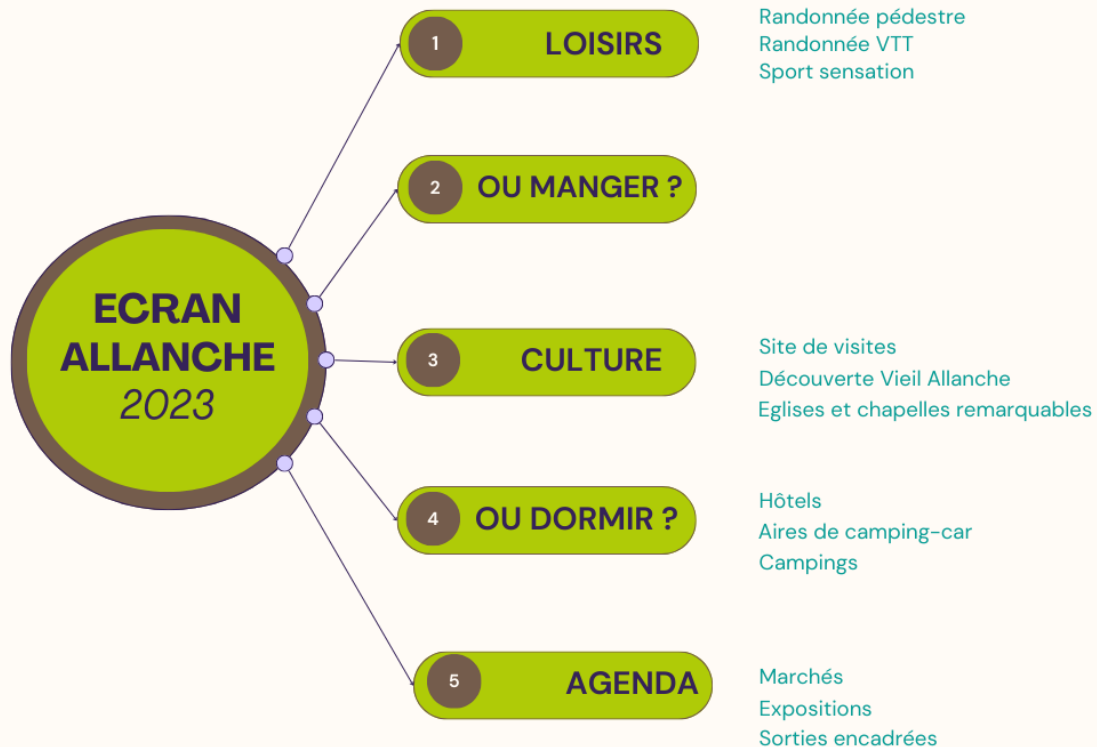 ECRAN
ALLANCHE
2023
1
LOISIRS
Randonnée pédestre
Randonnée VTT
Sport sensation
2
OU MANGER ?
3
CULTURE
Site de visites
Découverte Vieil Allanche
Eglises et chapelles remarquables
4
OU DORMIR ?
Hôtels
Aires de camping-car
Campings
5
AGENDA
Marchés
Expositions
Sorties encadrées